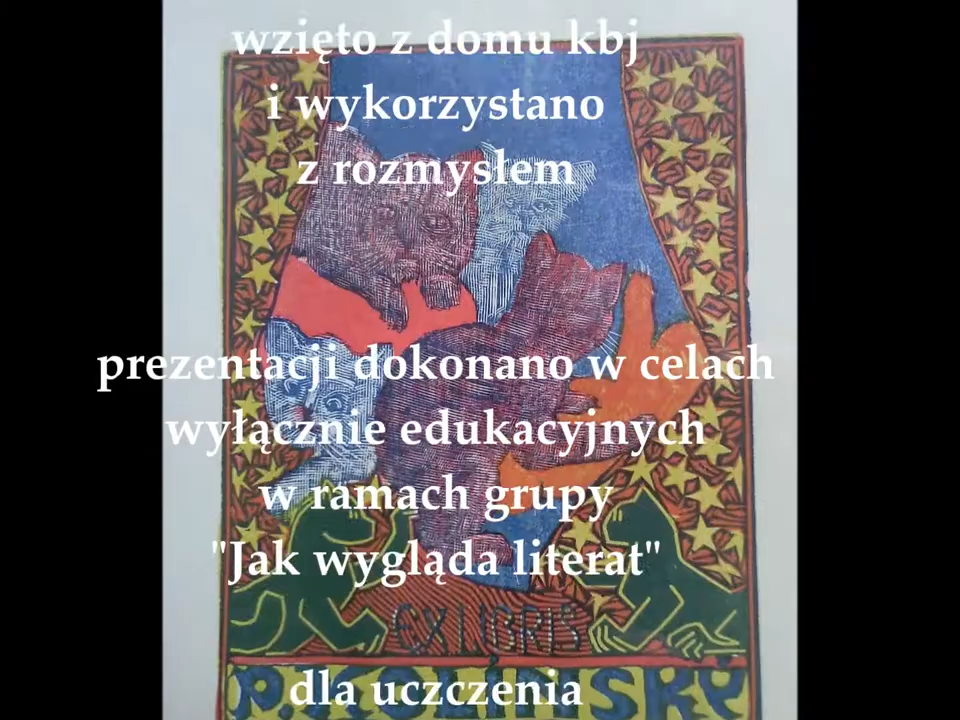 wzięto z domu kbj
i wykorzystano
z rozmysłem
prezentacji dokonano w celach
wyłącznie edukacyjnych
w ramach grupy
"Jak wygląda literat"
EX LIBRIS
dla uczczenia